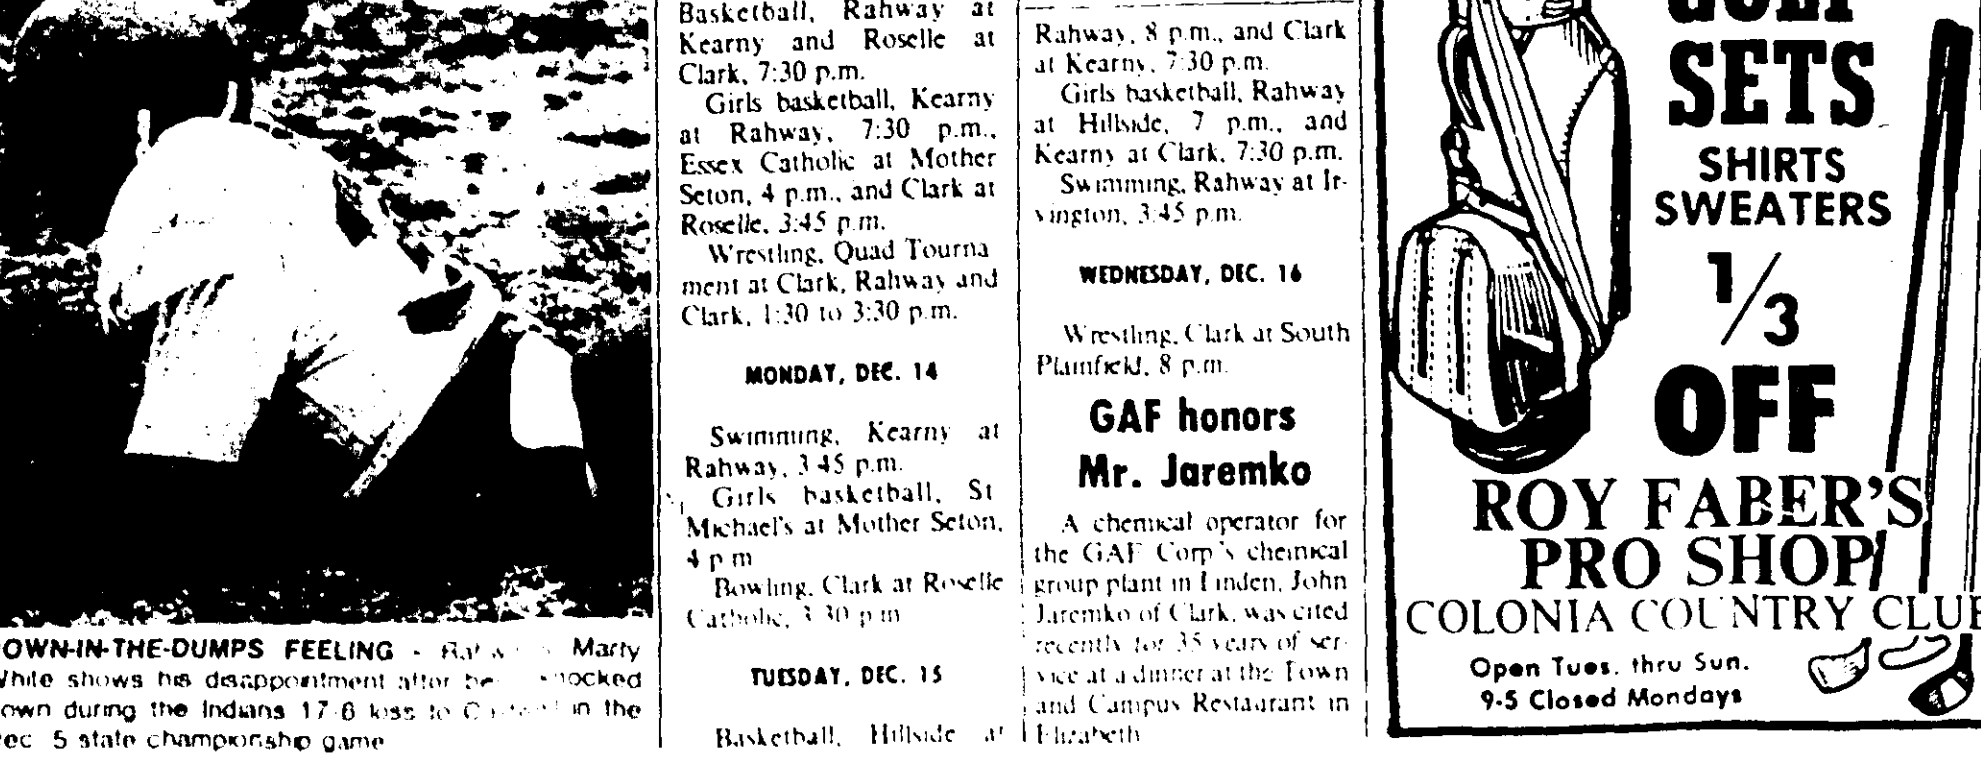 OWN-IN-THE-DUMPS FEELING - Marty
White shows his disappointment after knocked
own during the Indians 17-6 loss to in the
ec 5 state championship game
Basketball, Rahway at
Kearny and Roselle at
Clark, 7:30 p.m.
Girls basketball, Kearny
at Rahway, 7:30 p.m.,
Essex Catholic at Mother
Seton, 4 p.m., and Clark at
Roselle, 3:45 p.m.
Wrestling, Quad Tourna
ment at Clark, Rahway and
Clark, 1:30 to 3:30 p.m.
MONDAY, DEC. 14
Swimming, Kearny at
Rahway, 3 45 p.m.
Girls basketball, St
Michael's at Mother Seton,
4 p m
Bowling, Clark at Roselle
Catholic, 3 30 p m
TUESDAY, DEC. 15
Basketball, Hillside at
Rahway, 8 p.m., and Clark
at Kearny, 7:30 p.m.
Girls basketball, Rahway
at Hillside, 7 p.m., and
Kearny at Clark, 7:30 p.m.
Swimming, Rahway at Ir-
vington, 3:45 p.m.
WEDNESDAY, DEC. 16
Wrestling, Clark at South
Plainfield, 8 p.m.
GAF honors
Mr. Jaremko
A chemical operator for
the GAF Corp's chemical
group plant in Linden, John
Jaremko of Clark, was cited
recently for 35 years of ser-
vice at a dinner at the Town
and Campus Restaurant in
Elizabeth
GOLF
SETS
SHIRTS
SWEATERS
1/3
OFF
ROY FABER'S
PRO SHOP
COLONIA COUNTRY CLUB
Open Tues. thru Sun.
9-5 Closed Mondays